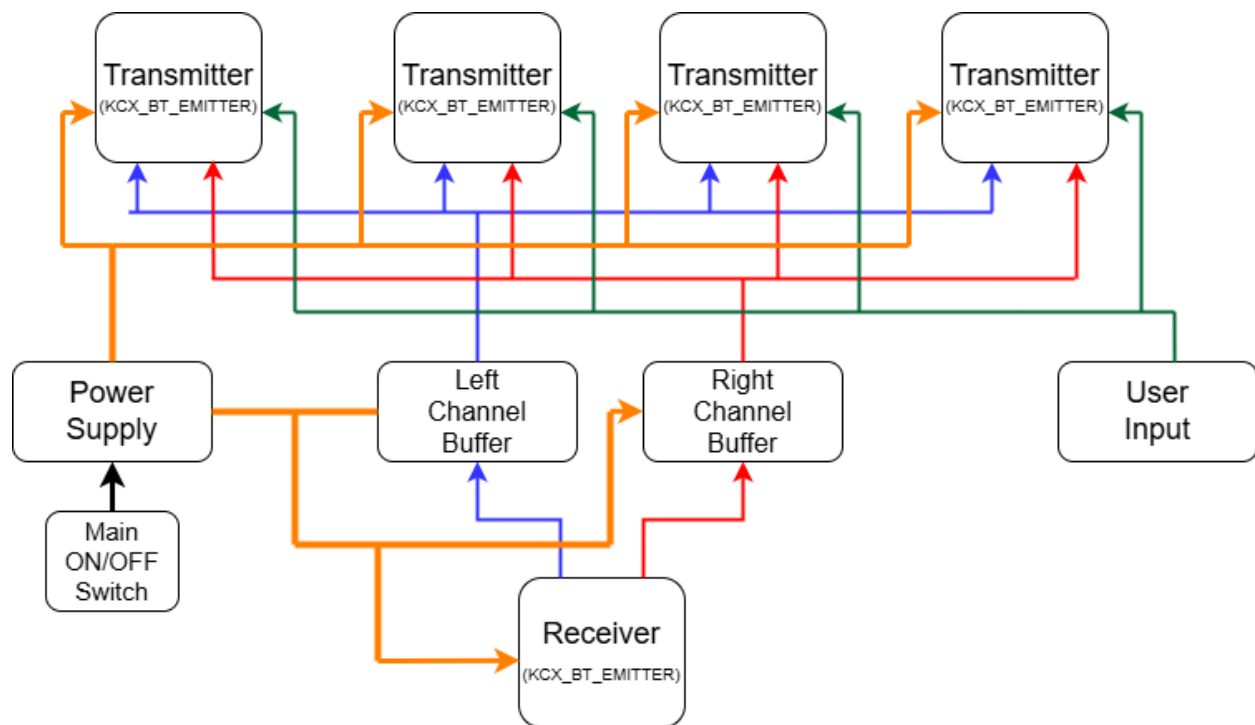 Transmitter
(KCX_BT_EMITTER)
Transmitter
(KCX_BT_EMITTER)
Transmitter
(KCX_BT_EMITTER)
Transmitter
(KCX_BT_EMITTER)
Power
Supply
Left
Channel
Buffer
Right
Channel
Buffer
User
Input
Main
ON/OFF
Switch
Receiver
(KCX_BT_EMITTER)